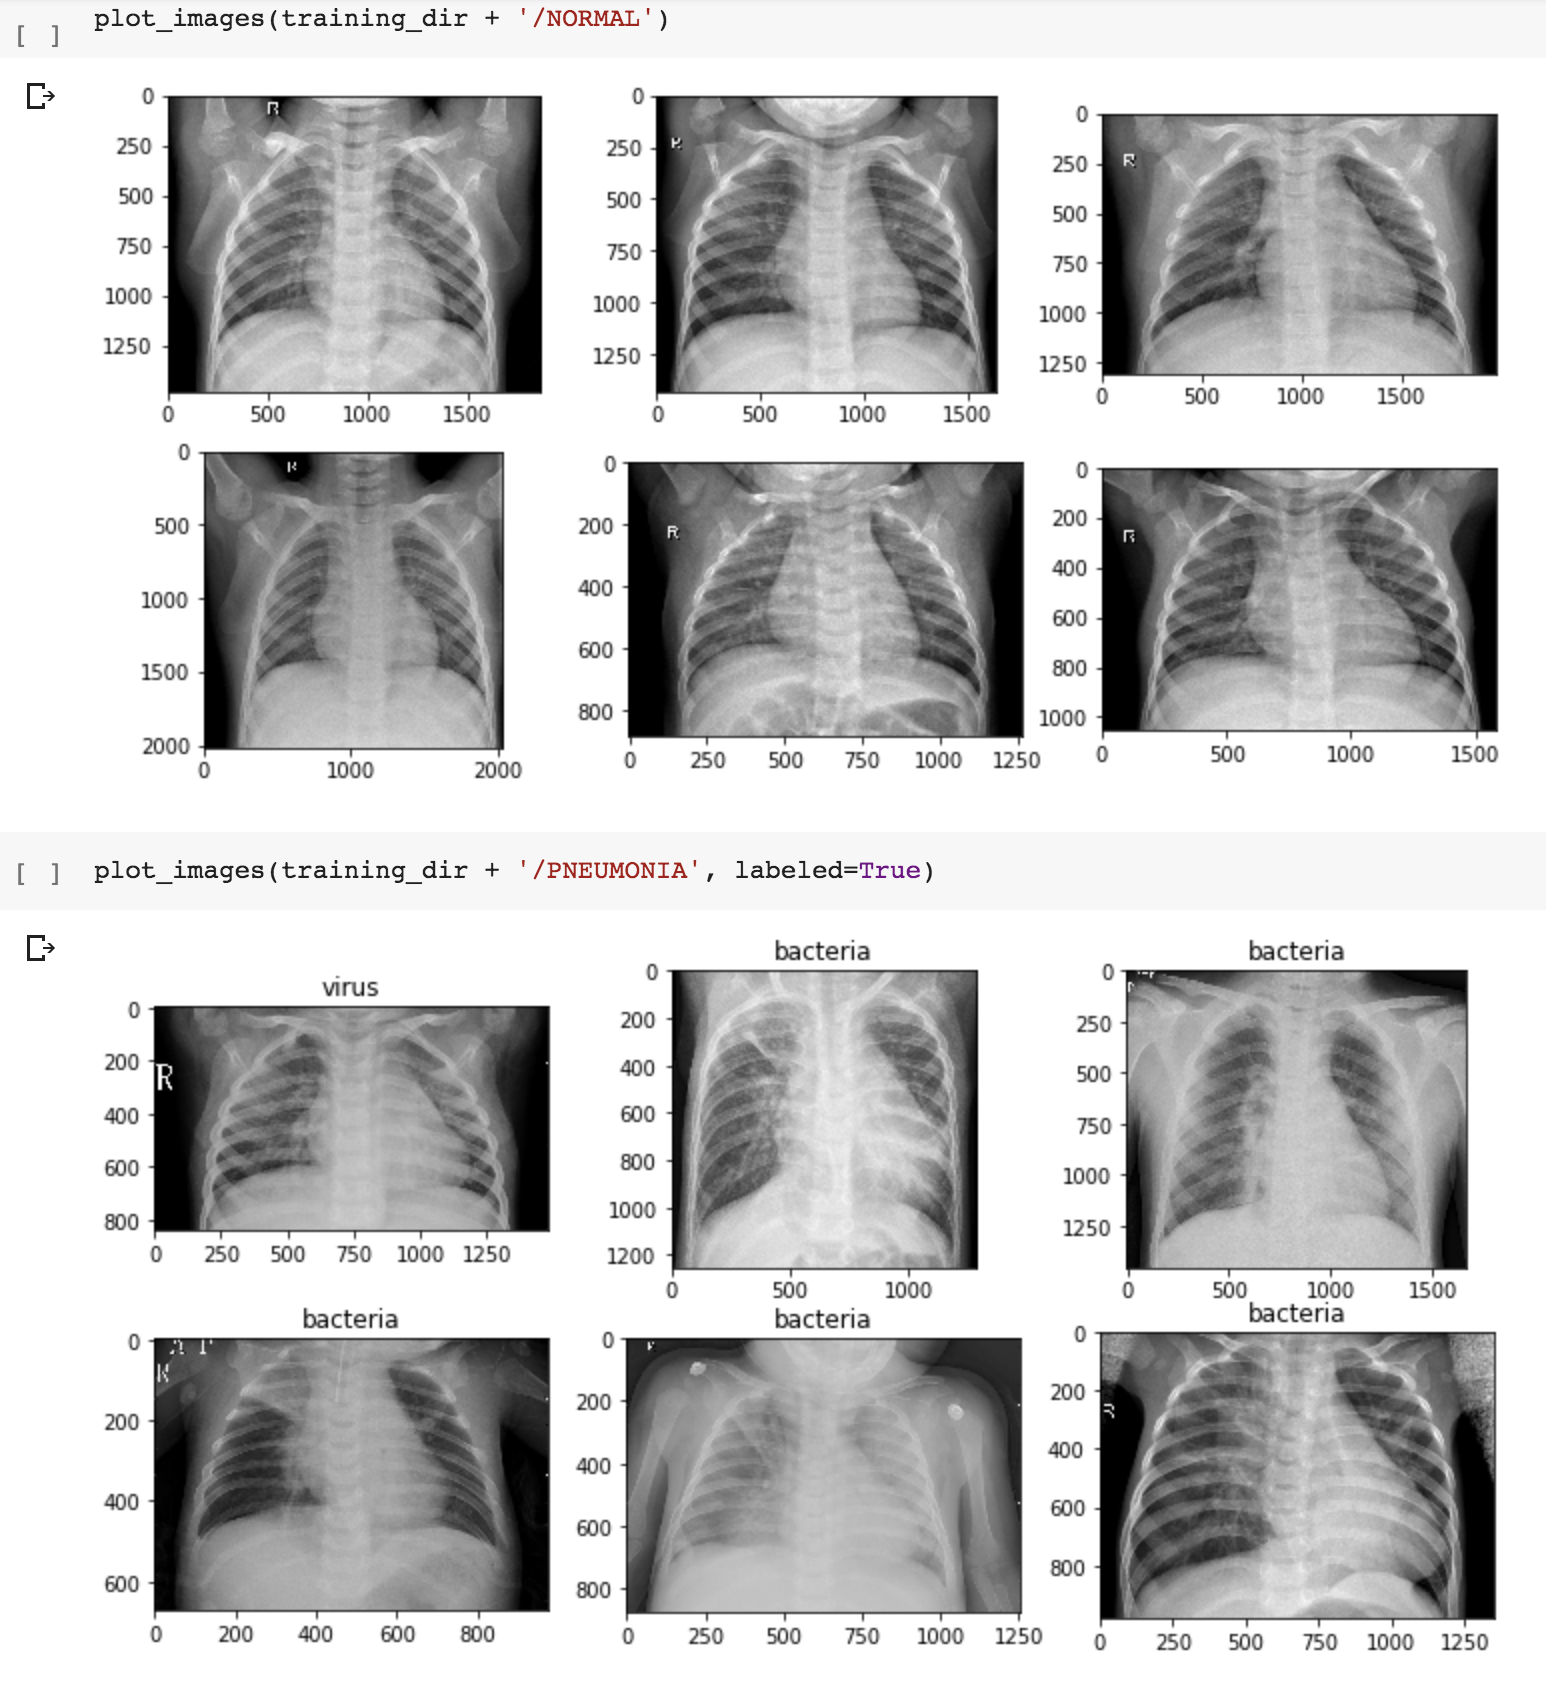 [ ] plot_images(training_dir + '/NORMAL')
0 250 500 750 1000 1250
R
0 500 1000 1500
0 250 500 750 1000 1250
R
0 500 1000 1500
0 250 500 750 1000 1250
R
0 500 1000 1500
0 500 1000 1500 2000
R
0 1000 2000
0 200 400 600 800
R
0 250 500 750 1000 1250
0 200 400 600 800 1000
R
0 500 1000 1500
[ ] plot_images(training_dir + '/PNEUMONIA', labeled=True)
virus
0 200 400 600 800
R
0 250 500 750 1000 1250
bacteria
0 200 400 600 800 1000 1200
0 500 1000
bacteria
0 250 500 750 1000 1250
0 500 1000 1500
bacteria
0 200 400 600
0 200 400 600 800
bacteria
0 200 400 600 800
0 250 500 750 1000 1250
bacteria
0 200 400 600 800
0 250 500 750 1000 1250